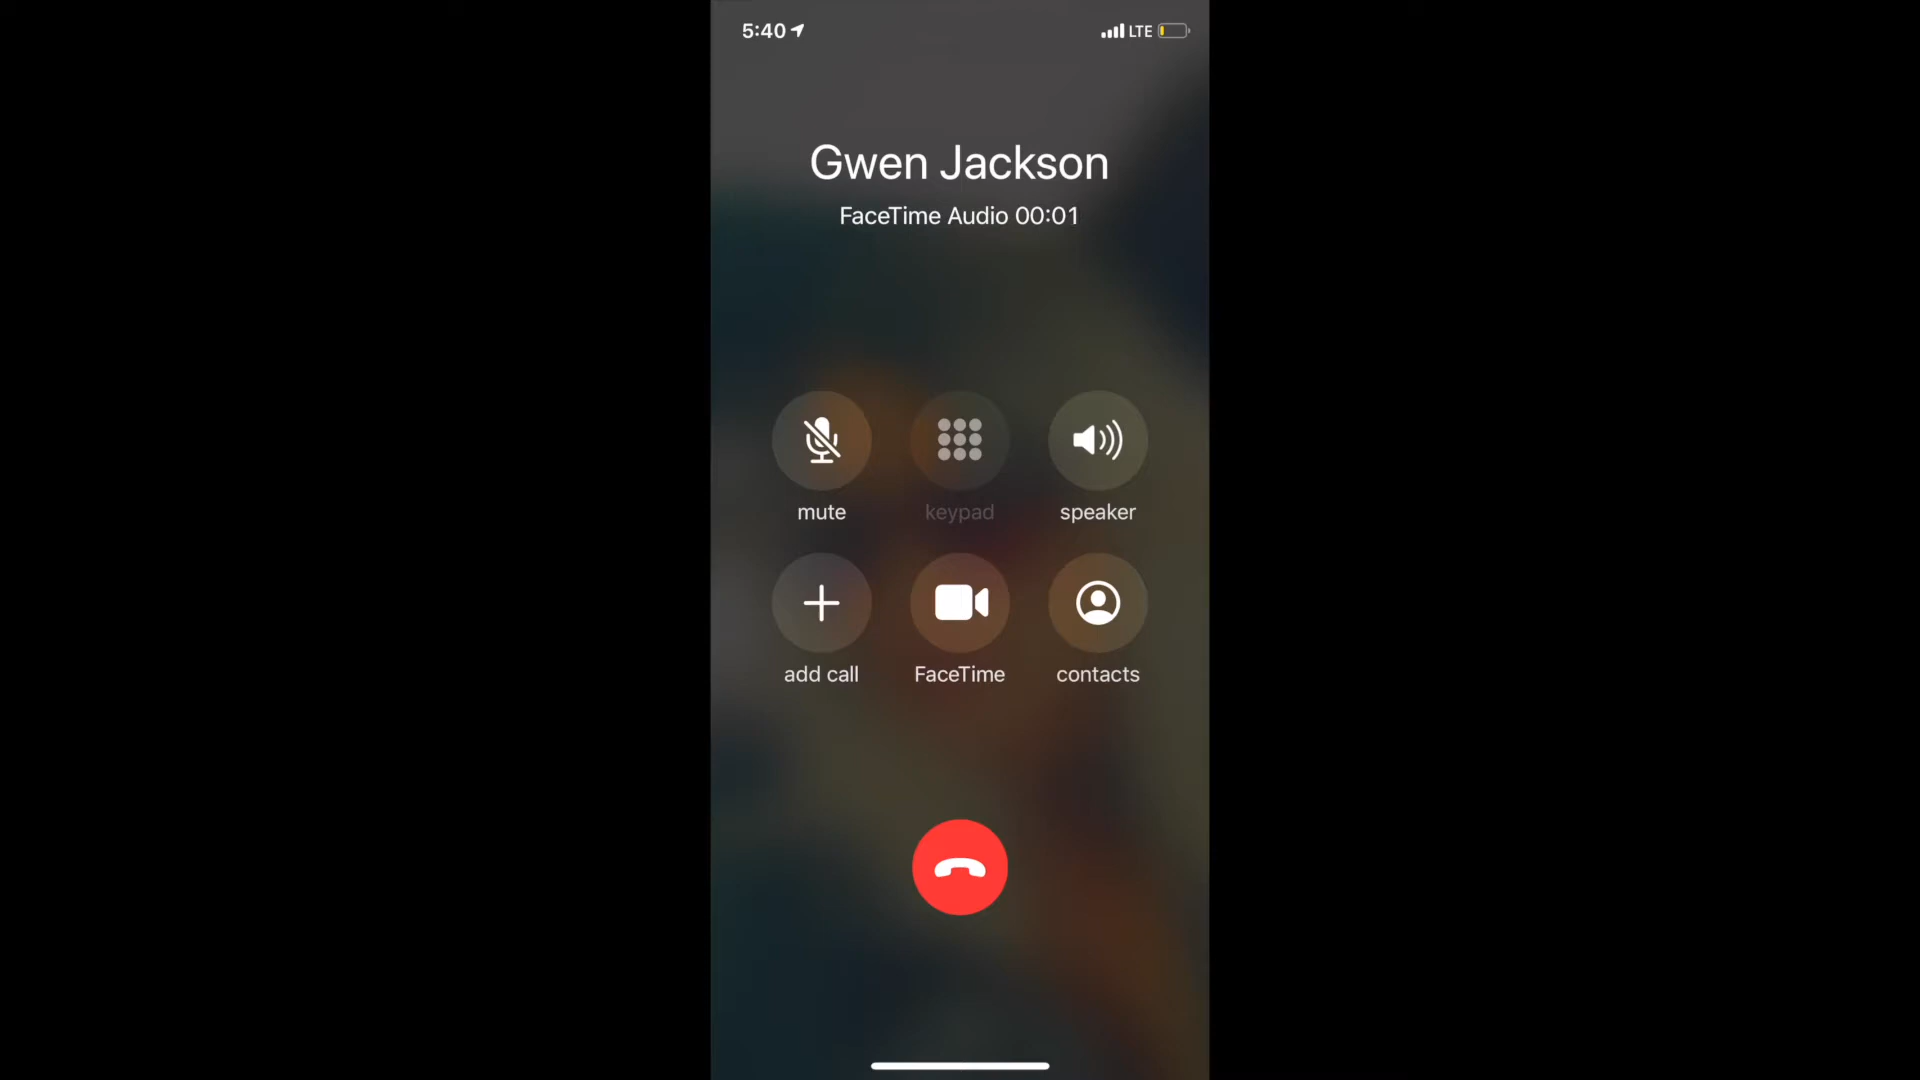 5:40 LTE
Gwen Jackson
FaceTime Audio 00:01
mute keypad speaker
add call FaceTime contacts